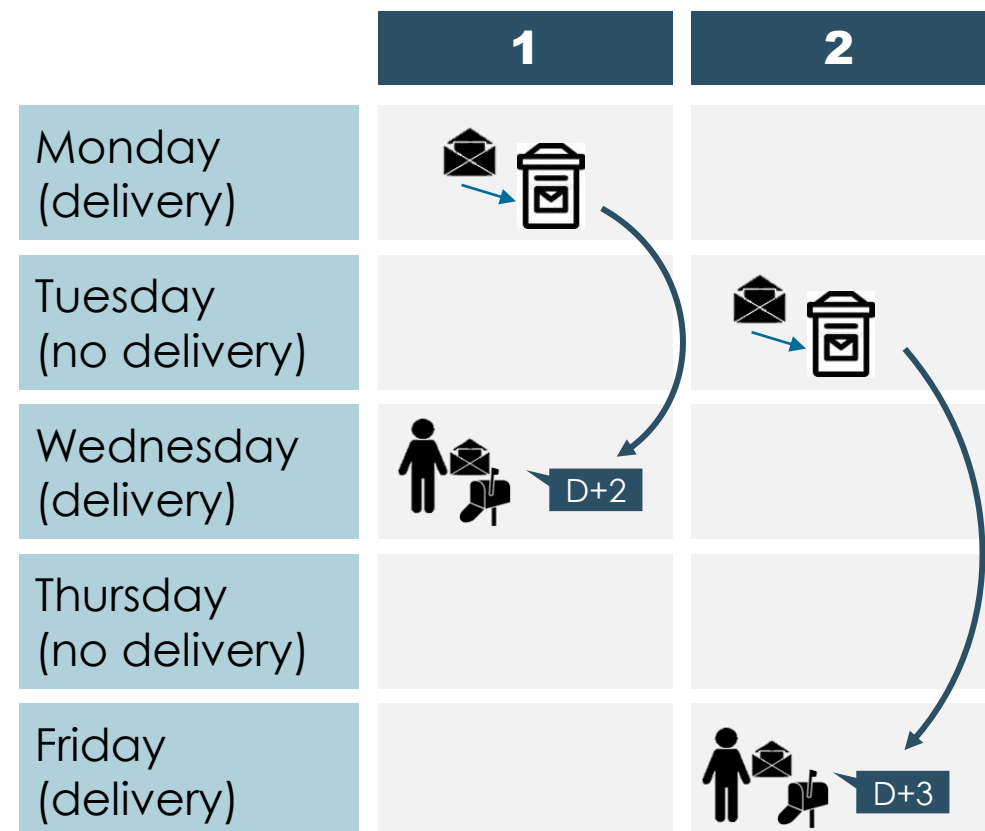 1
2
Monday
(delivery)
Tuesday
(no delivery)
Wednesday
(delivery)
D+2
Thursday
(no delivery)
Friday
(delivery)
D+3